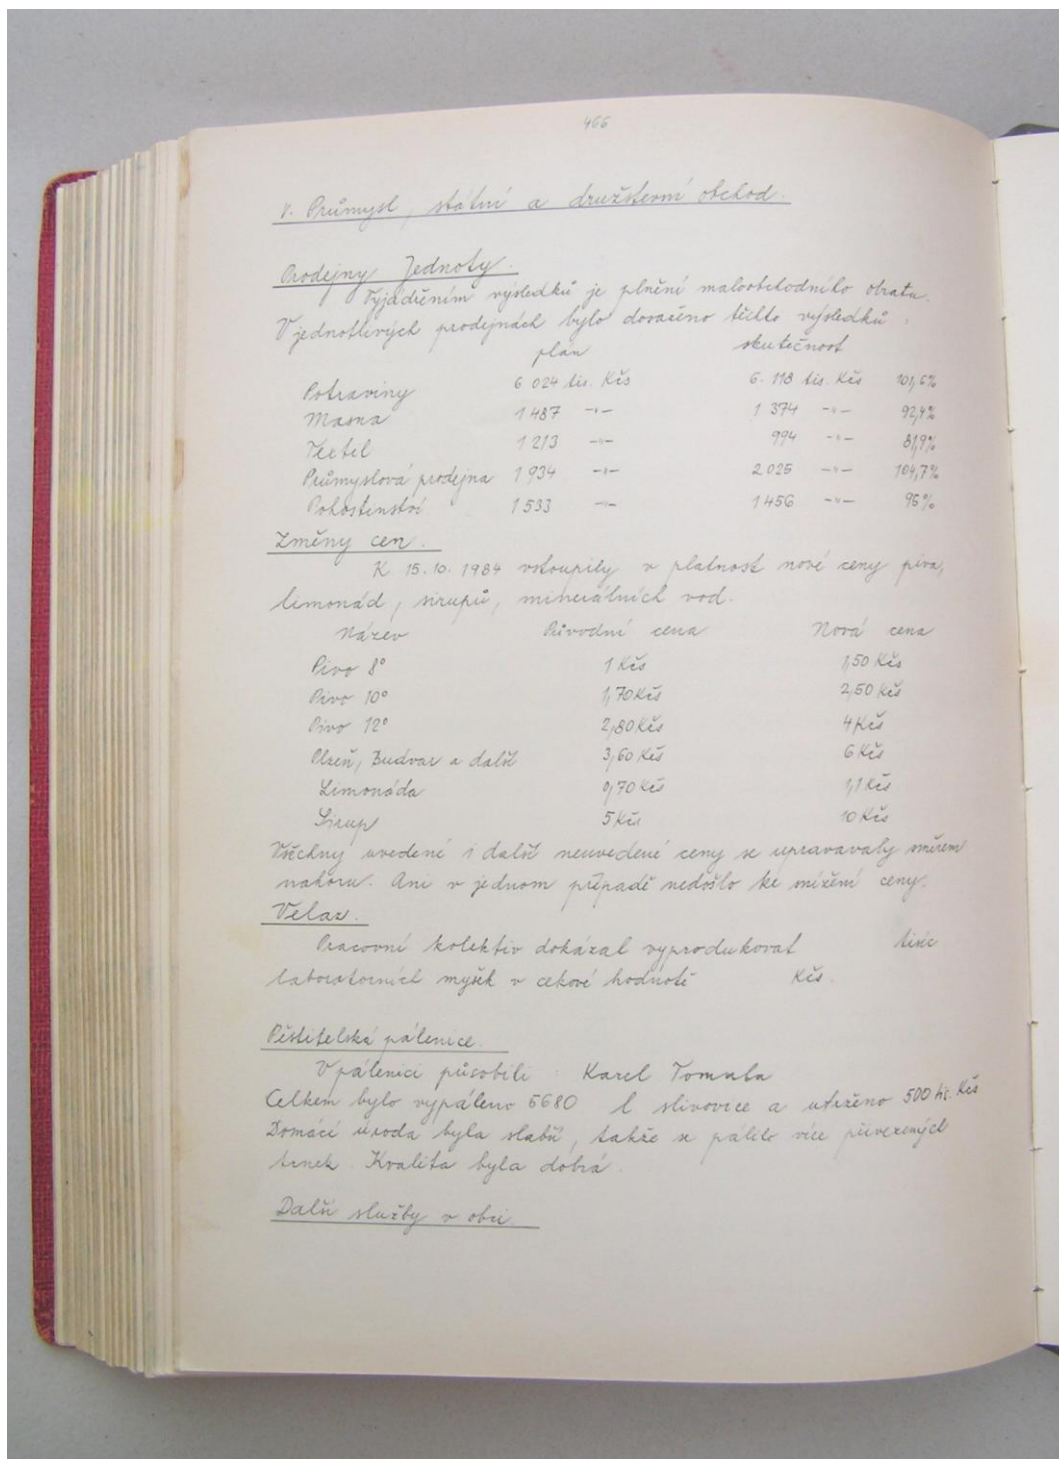 466
V. Průmysl, státní a družstevní obchod.
Prodejny Jednoty.
Vyjádřením výsledků je plnění maloobchodního obratu.
V jednotlivých prodejnách bylo dosaženo těchto výsledků:
plán skutečnost
Potraviny 6 024 tis. Kčs 6. 118 tis. Kčs 101,6%
Masna 1 487 -"- 1 374 -"- 92,4%
Textil 1 213 -"- 994 -"- 81,9%
Průmyslová prodejna 1 934 -"- 2 025 -"- 104,7%
Pohostinství 1 533 -"- 1 456 -"- 95%
Změny cen.
K 15.10. 1984 vstoupily v platnost nové ceny piva,
limonád, sirupů, minerálních vod.
Název Původní cena Nová cena
Pivo 8° 1 Kčs 1,50 Kčs
Pivo 10° 1,70 Kčs 2,50 Kčs
Pivo 12° 2,80 Kčs 4 Kčs
Plzeň, Budvar a další 3,60 Kčs 6 Kčs
Limonáda 0,70 Kčs 1,1 Kčs
Sirup 5 Kčs 10 Kčs
Všechny uvedené i další neuvedené ceny se upravovaly směrem
nahoru. Ani v jednom případě nedošlo ke snížení ceny.
Velaz.
Pracovní kolektiv dokázal vyprodukovat tisíc
laboratorních myšek v cekové hodnotě Kčs.
Pěstitelská pálenice.
V pálenici působili: Karel Tomala
Celkem bylo vypáleno 5680 l slivovice a utrženo 500 tis. Kčs
Domácí úroda byla slabší, takže se pálilo více přivezených
trnek. Kvalita byla dobrá.
Další služby v obci.